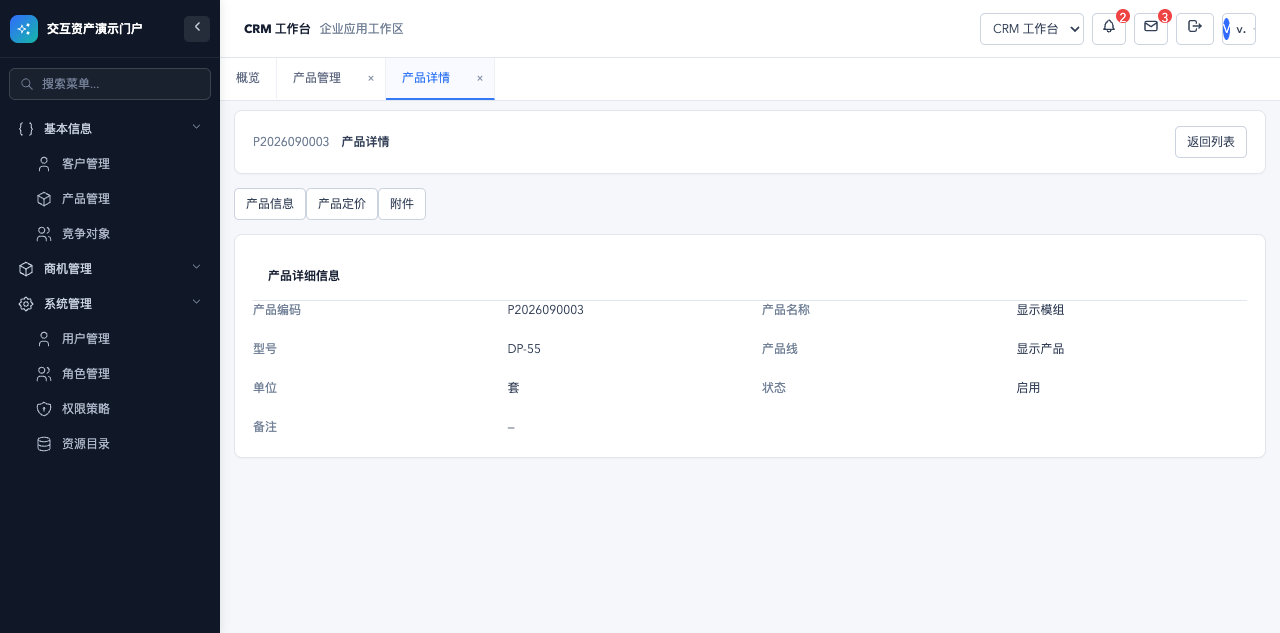 交互资产演示门户
搜索菜单...
基本信息
客户管理
产品管理
竞争对象
商机管理
系统管理
用户管理
角色管理
权限策略
资源目录
CRM 工作台 企业应用工作区
CRM 工作台
2
3
v.
概览 产品管理 × 产品详情 ×
P2026090003 产品详情
返回列表
产品信息 产品定价 附件
产品详细信息
产品编码 P2026090003 产品名称 显示模组
型号 DP-55 产品线 显示产品
单位 套 状态 启用
备注 –